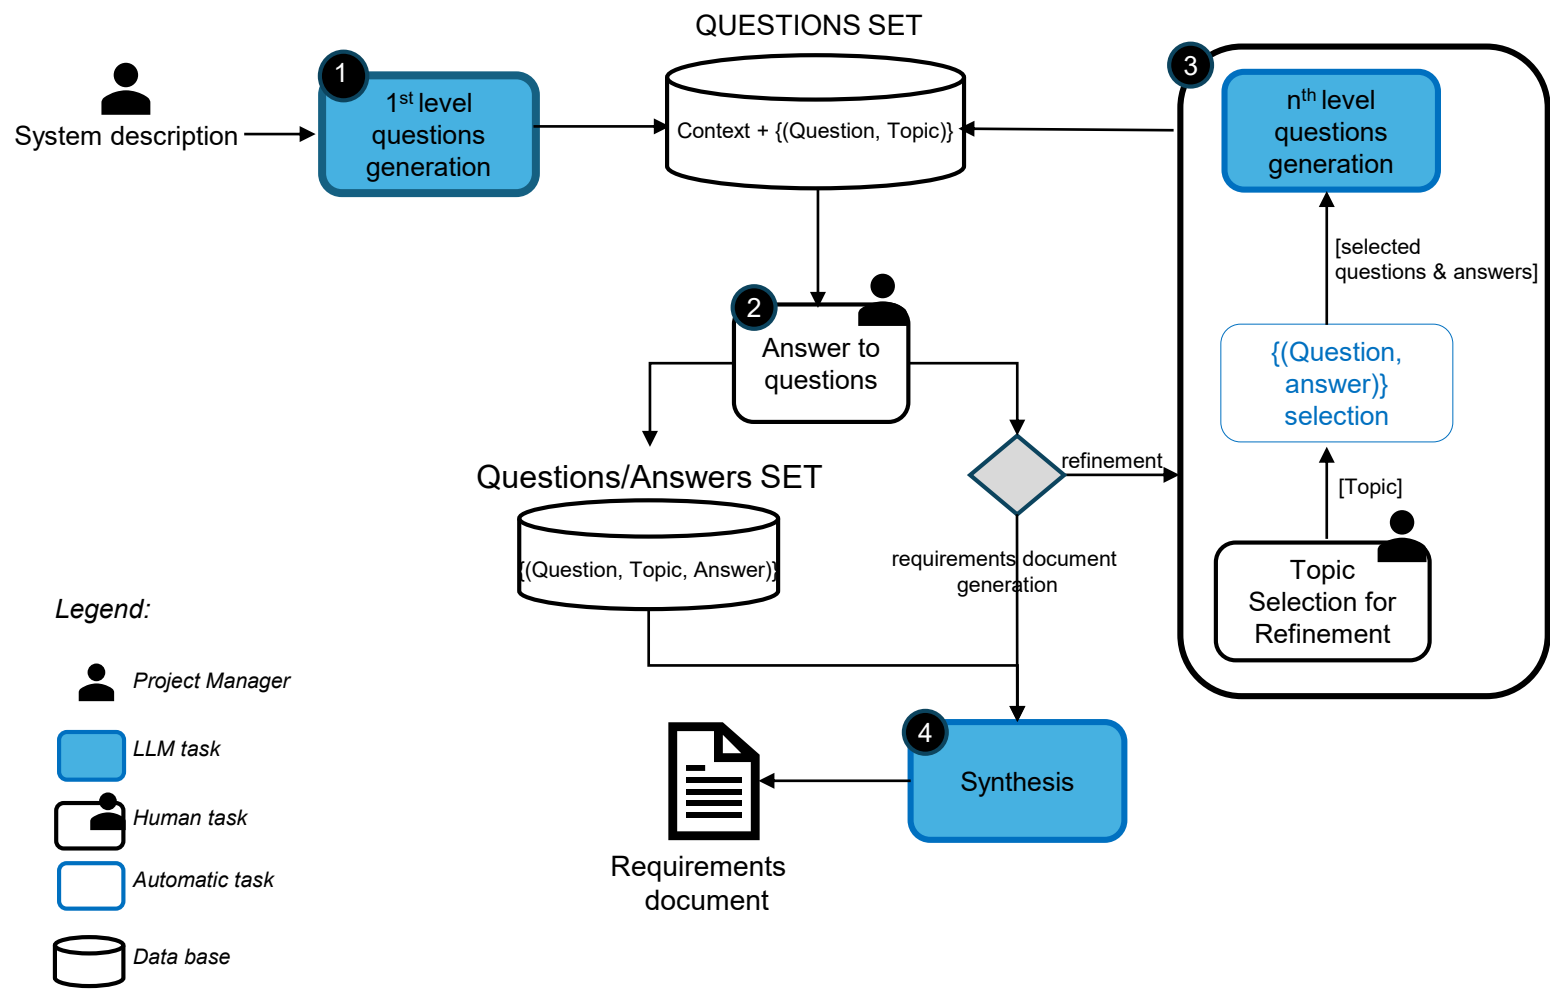 QUESTIONS SET
1
1st level
questions
generation
System description
Context + {(Question, Topic)}
3
nth level
questions
generation
[selected
questions & answers]
{(Question,
answer)}
selection
[Topic]
Topic
Selection for
Refinement
2
Answer to
questions
refinement
requirements document
generation
Questions/Answers SET
{(Question, Topic, Answer)}
4
Synthesis
Requirements
document
Legend:
Project Manager
LLM task
Human task
Automatic task
Data base